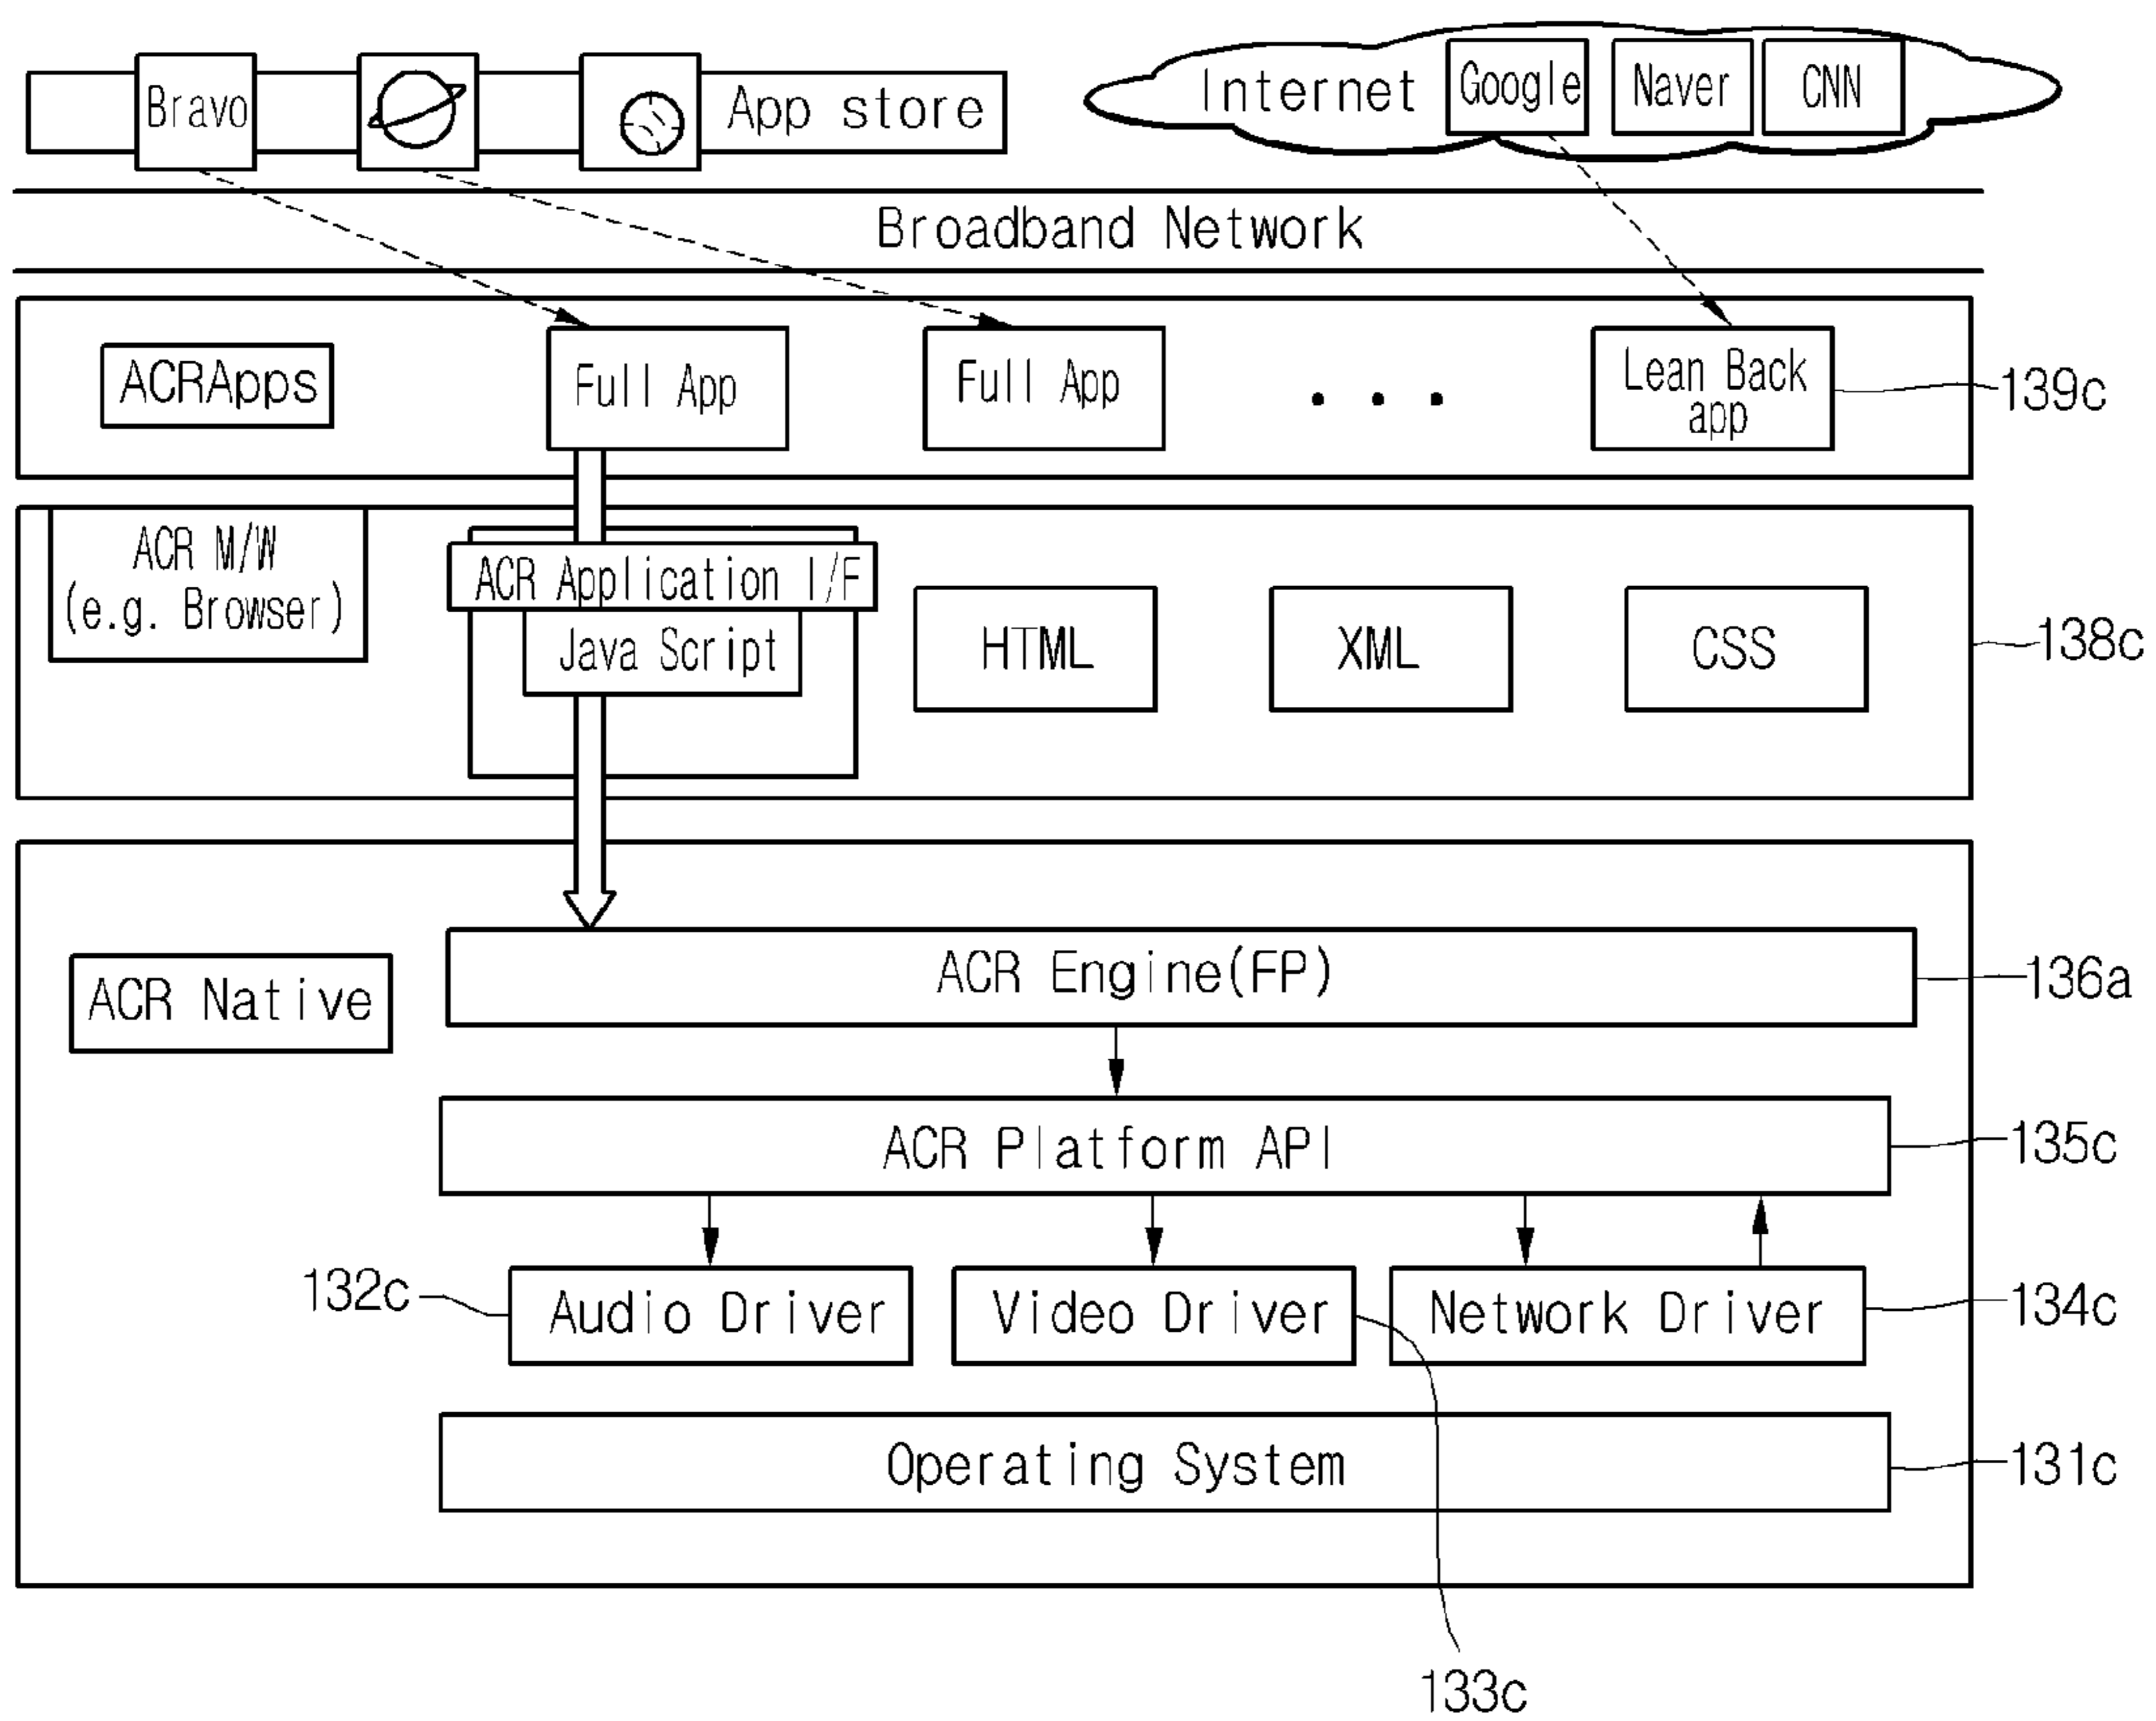 Bravo
App store
Internet
Google
Naver
CNN
Broadband Network
ACRApps
Full App
Full App
. . .
Lean Back
app
139c
ACR M/W
(e.g. Browser)
ACR Application I/F
Java Script
HTML
XML
CSS
138c
ACR Native
ACR Engine(FP)
136a
ACR Platform API
135c
132c
Audio Driver
Video Driver
Network Driver
134c
Operating System
131c
133c